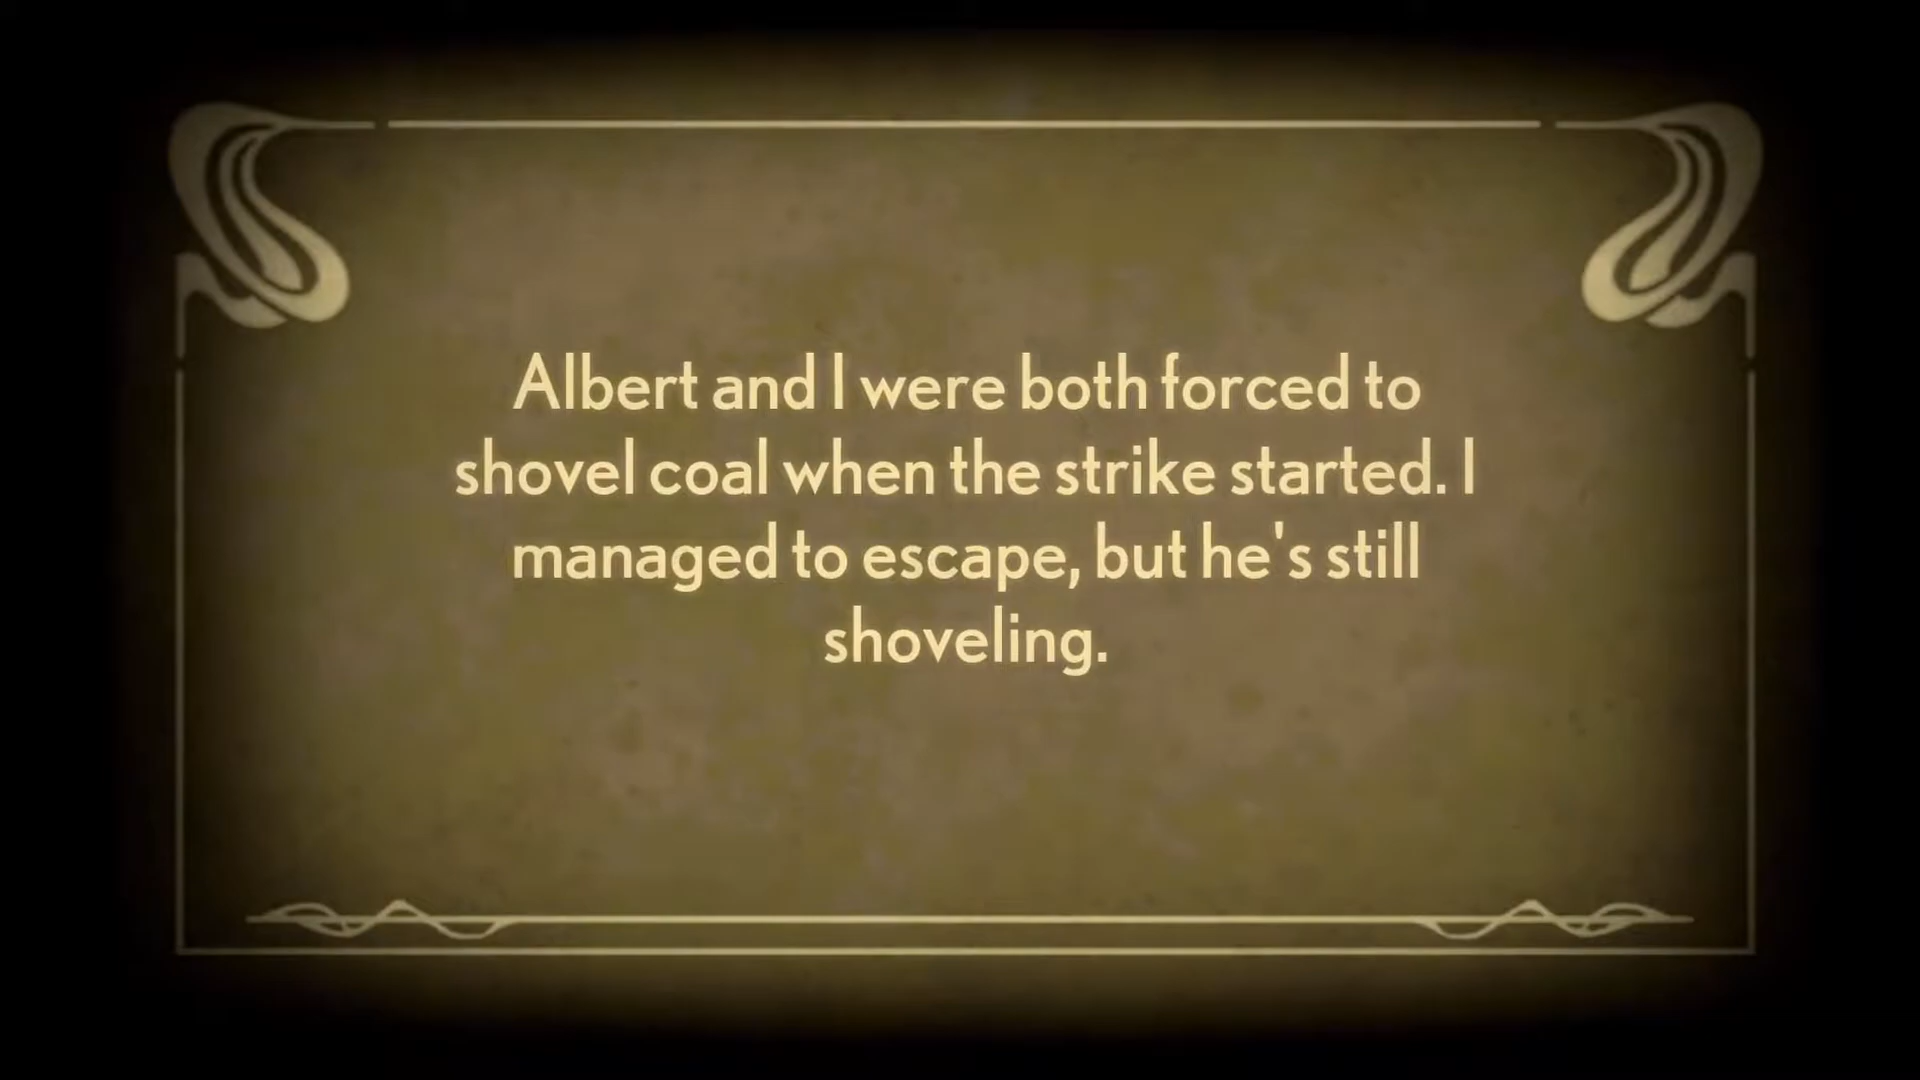 Albert and I were both forced to
shovel coal when the strike started. I
managed to escape, but he's still
shoveling.